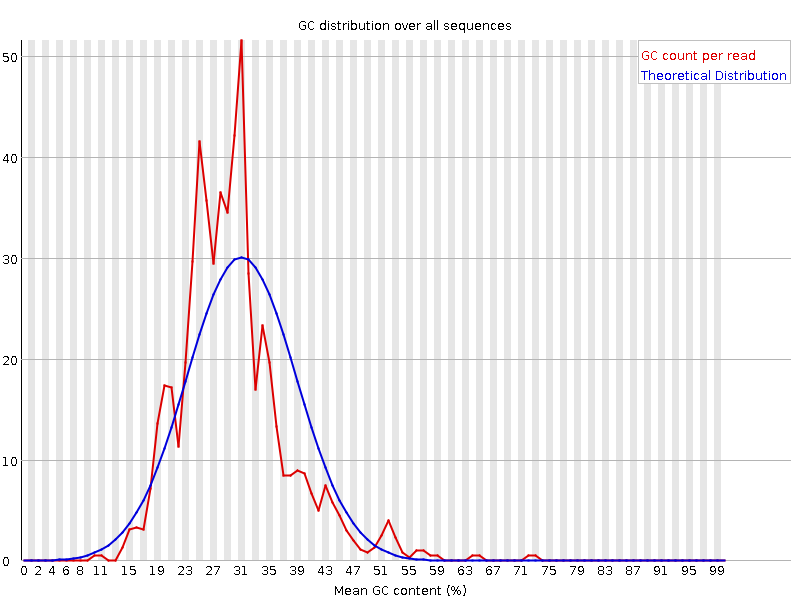 GC distribution over all sequences
GC count per read
Theoretical Distribution
50
40
30
20
10
0
0 2 4 6 8 11 15 19 23 27 31 35 39 43 47 51 55 59 63 67 71 75 79 83 87 91 95 99
Mean GC content (%)